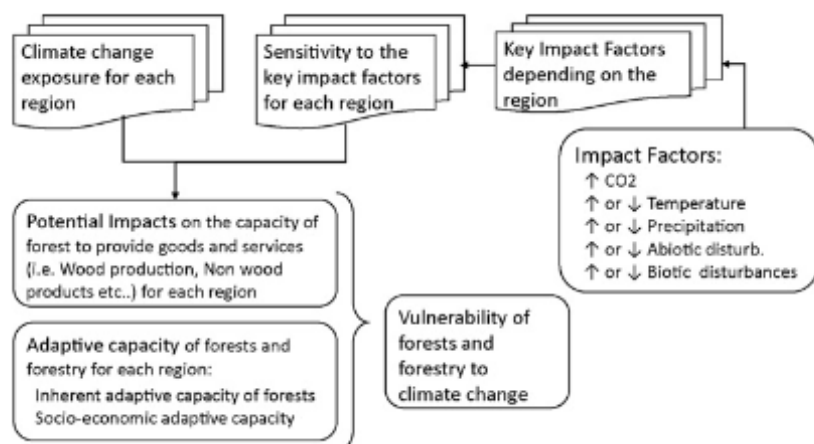 Climate change
exposure for each
region
Sensitivity to the
key impact factors
for each region
Key Impact Factors
depending on the
region
Impact Factors:
↑ CO2
↑ or ↓ Temperature
↑ or ↓ Precipitation
↑ or ↓ Abiotic disturb.
↑ or ↓ Biotic disturbances
Potential Impacts on the capacity of
forest to provide goods and services
(i.e. Wood production, Non wood
products etc..) for each region
Adaptive capacity of forests and
forestry for each region:
Inherent adaptive capacity of forests
Socio-economic adaptive capacity
Vulnerability of
forests and
forestry to
climate change